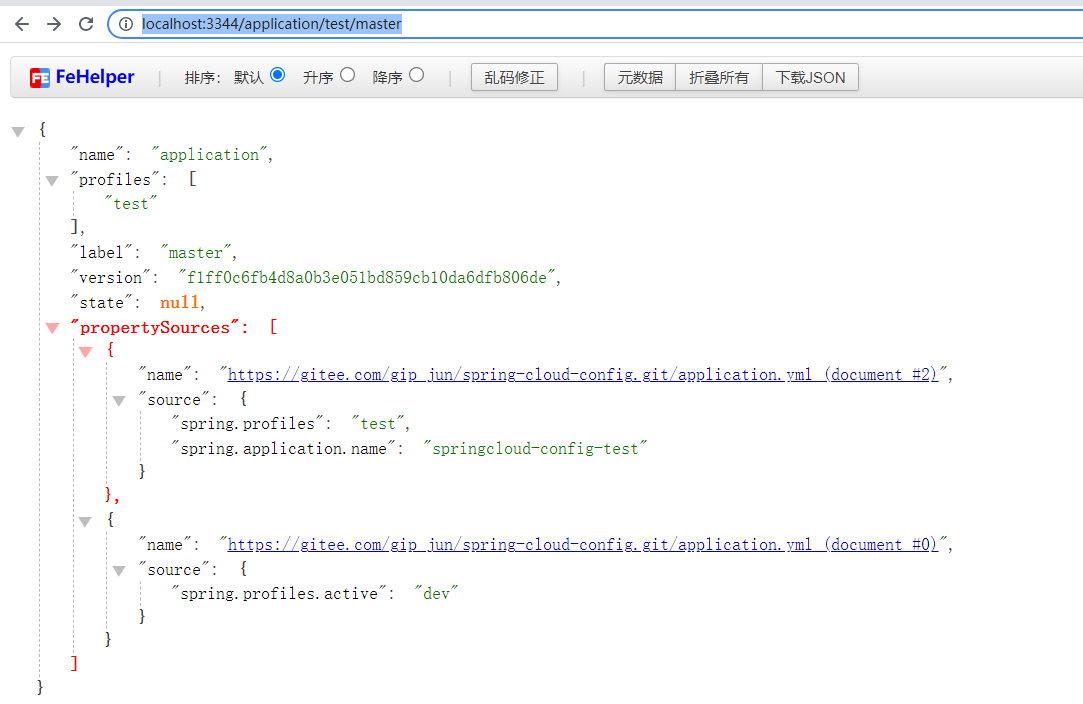 localhost:3344/application/test/master
FeHelper | 排序: 默认 升序 降序 | 乱码修正 | 元数据 折叠所有 下载JSON
{
"name": "application",
"profiles": [
"test"
],
"label": "master",
"version": "f1ff0c6fb4d8a0b3e051bd859cb10da6dfb806de",
"state": null,
"propertySources": [
{
"name": "https://gitee.com/gip_jun/spring-cloud-config.git/application.yml (document #2)",
"source": {
"spring.profiles": "test",
"spring.application.name": "springcloud-config-test"
}
},
{
"name": "https://gitee.com/gip_jun/spring-cloud-config.git/application.yml (document #0)",
"source": {
"spring.profiles.active": "dev"
}
}
]
}